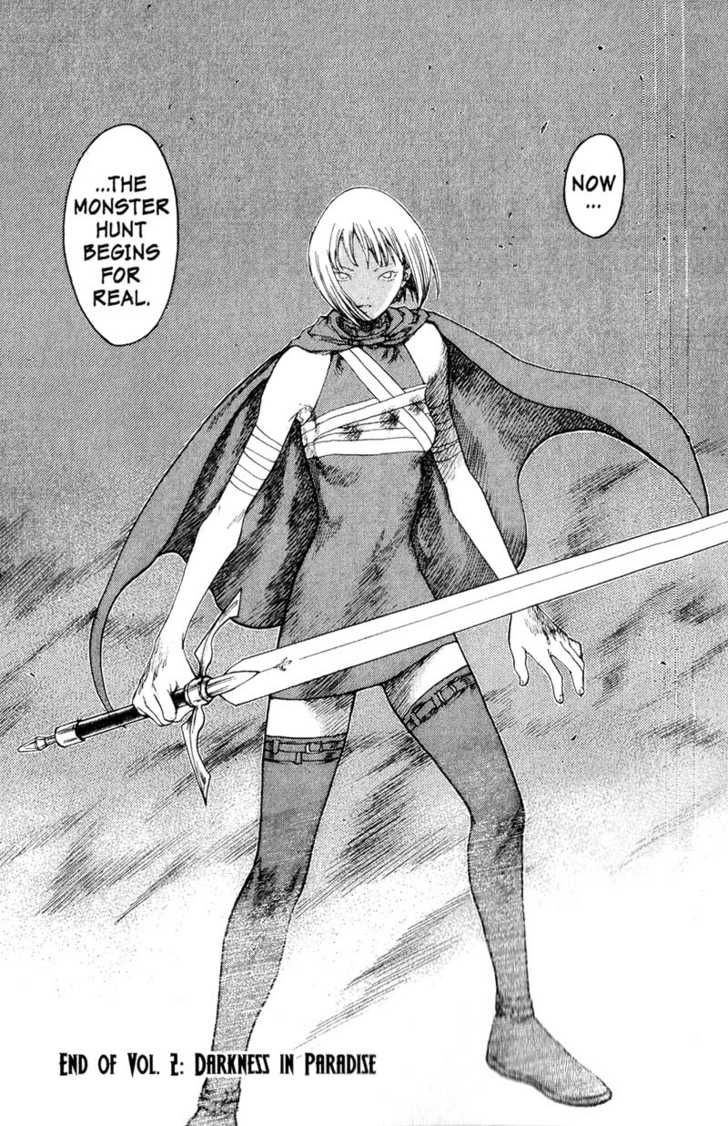 NOW
...
...THE
MONSTER
HUNT
BEGINS
FOR
REAL.
END OF VOL. 2: DARKNESS IN PARADISE